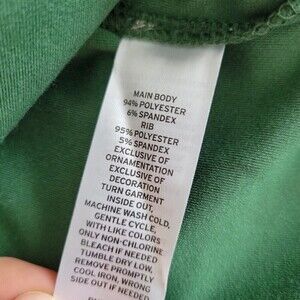 MAIN BODY
94% POLYESTER
6% SPANDEX
RIB
95% POLYESTER
5% SPANDEX
EXCLUSIVE OF
ORNAMENTATION
EXCLUSIVE OF
DECORATION
TURN GARMENT
INSIDE OUT,
MACHINE WASH COLD,
GENTLE CYCLE,
WITH LIKE COLORS
ONLY NON-CHLORINE
BLEACH IF NEEDED
TUMBLE DRY LOW,
REMOVE PROMPTLY
COOL IRON, WRONG
SIDE OUT IF NEEDED